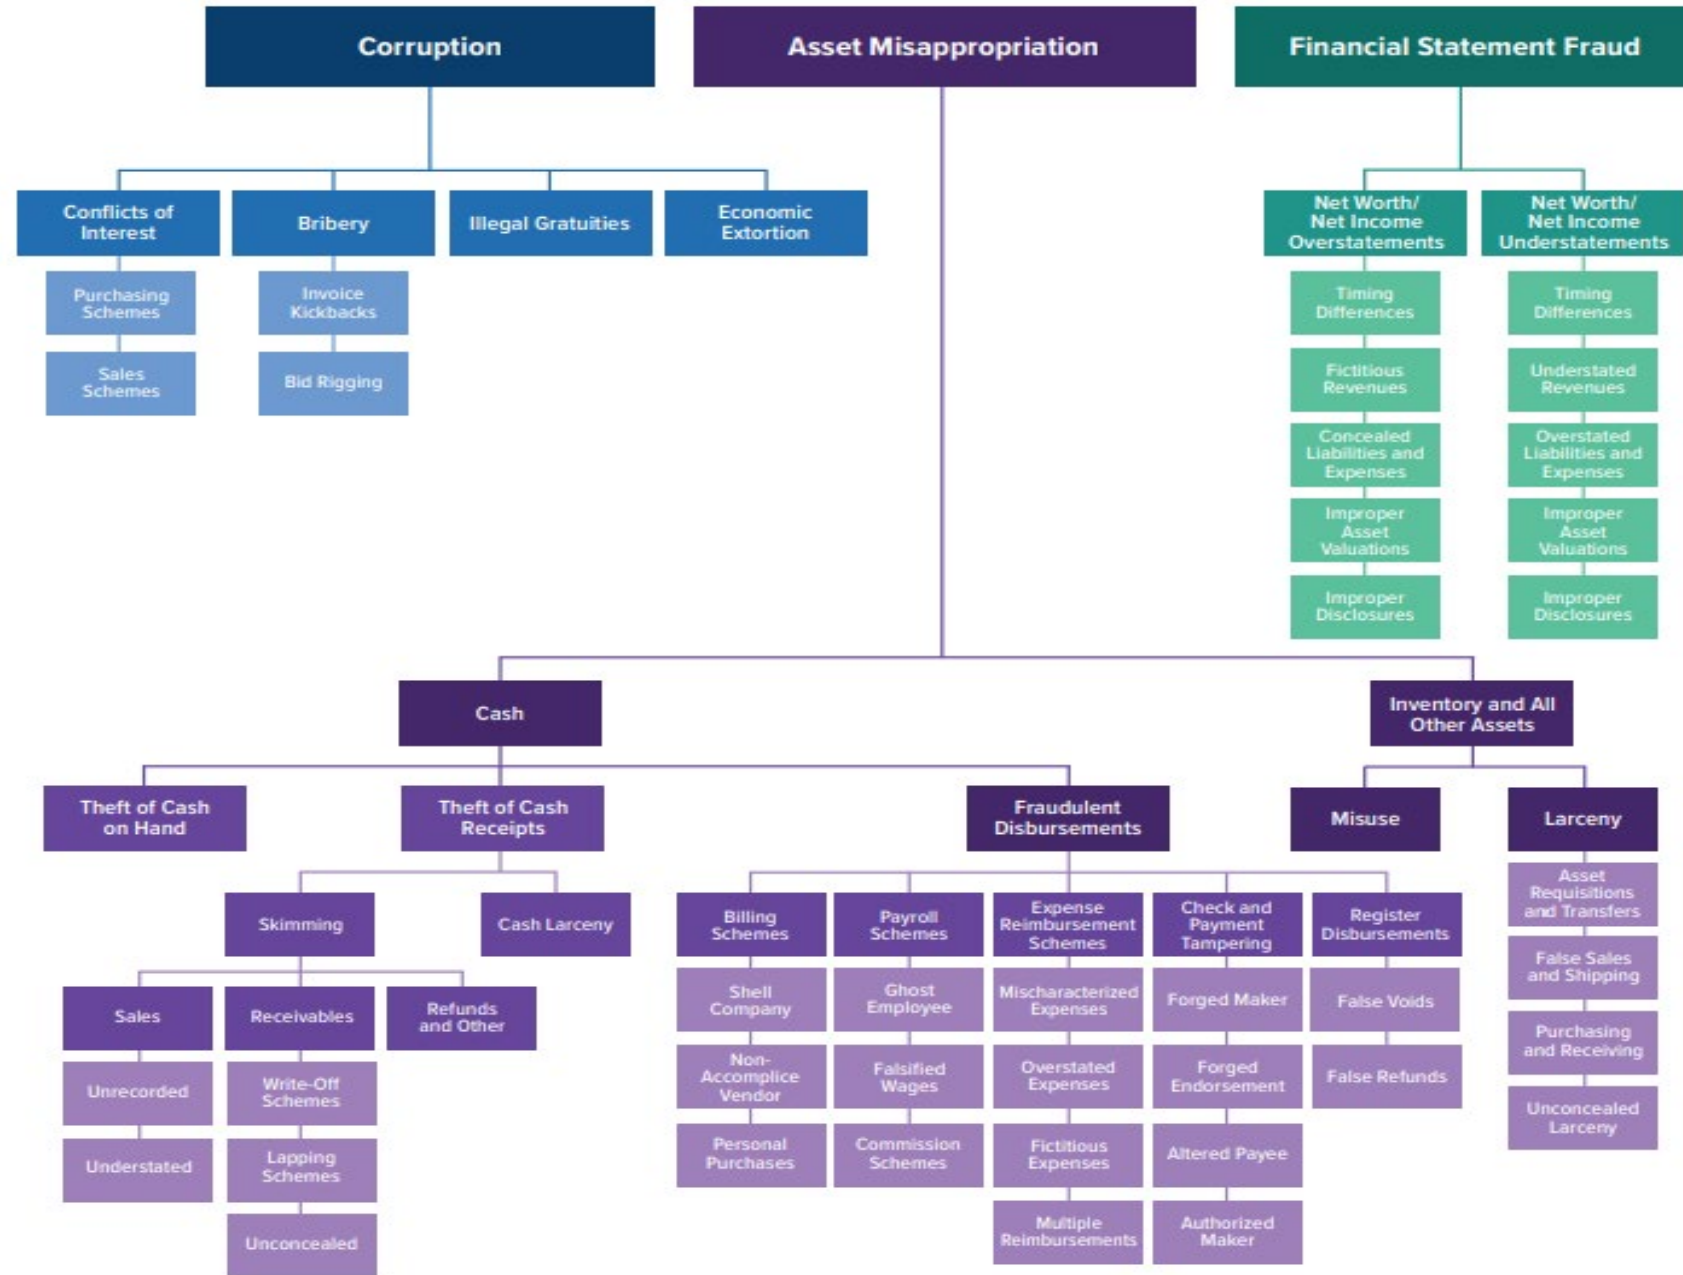 Corruption
Asset Misappropriation
Financial Statement Fraud
Conflicts of
Interest
Bribery
Illegal Gratuities
Economic
Extortion
Purchasing
Schemes
Sales
Schemes
Invoice
Kickbacks
Bid Rigging
Net Worth/
Net Income
Overstatements
Timing
Differences
Fictitious
Revenues
Concealed
Liabilities and
Expenses
Improper
Asset
Valuations
Improper
Disclosures
Net Worth/
Net Income
Understatements
Timing
Differences
Understated
Revenues
Overstated
Liabilities and
Expenses
Improper
Asset
Valuations
Improper
Disclosures
Cash
Inventory and All
Other Assets
Theft of Cash
on Hand
Theft of Cash
Receipts
Fraudulent
Disbursements
Misuse
Larceny
Skimming
Cash Larceny
Sales
Unrecorded
Understated
Receivables
Write-Off
Schemes
Lapping
Schemes
Unconcealed
Refunds
and Other
Billing
Schemes
Shell
Company
Non-
Accomplice
Vendor
Personal
Purchases
Payroll
Schemes
Ghost
Employee
Falsified
Wages
Commission
Schemes
Expense
Reimbursement
Schemes
Mischaracterized
Expenses
Overstated
Expenses
Fictitious
Expenses
Multiple
Reimbursements
Check and
Payment
Tampering
Forged Maker
Forged
Endorsement
Altered Payee
Authorized
Maker
Register
Disbursements
False Voids
False Refunds
Asset
Requisitions
and Transfers
False Sales
and Shipping
Purchasing
and Receiving
Unconcealed
Larceny